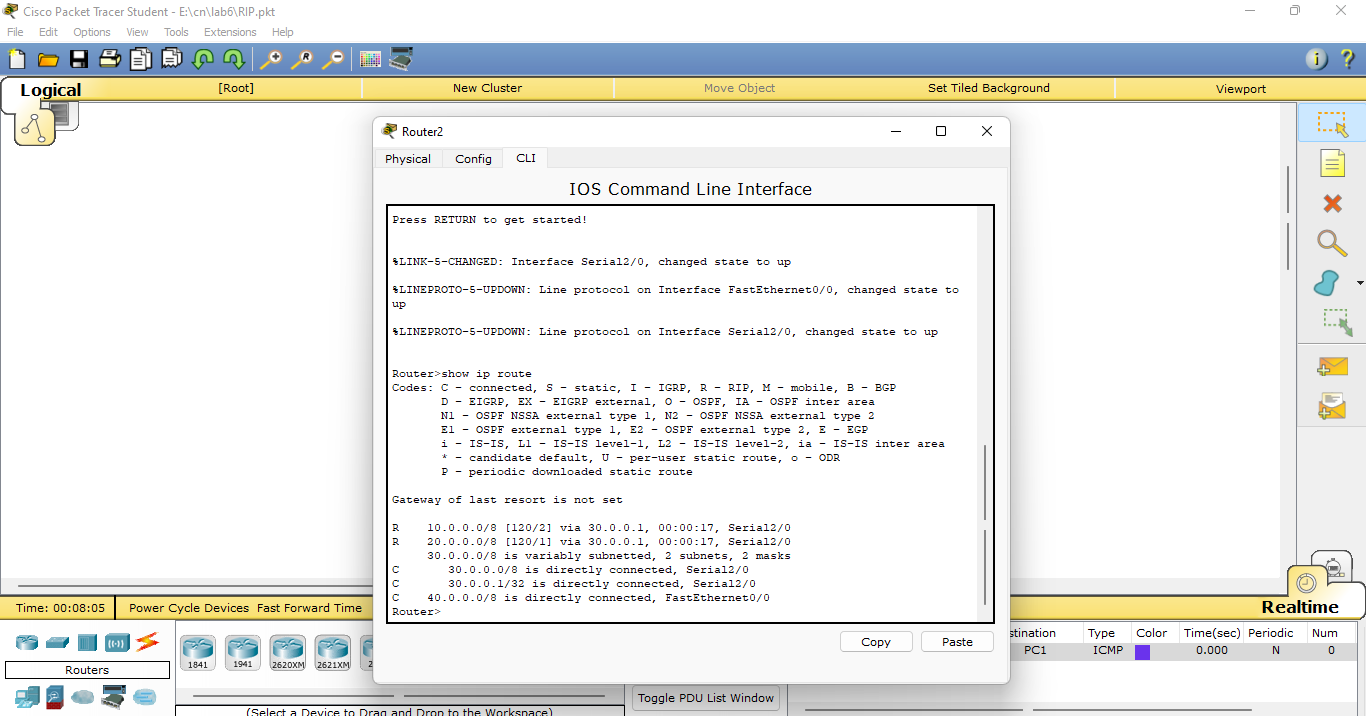 Cisco Packet Tracer Student - E:\cn\lab6\RIP.pkt
File Edit Options View Tools Extensions Help
Logical [Root] New Cluster Move Object Set Tiled Background Viewport
Router2
Physical Config CLI
IOS Command Line Interface
Press RETURN to get started!
%LINK-5-CHANGED: Interface Serial2/0, changed state to up
%LINEPROTO-5-UPDOWN: Line protocol on Interface FastEthernet0/0, changed state to
up
%LINEPROTO-5-UPDOWN: Line protocol on Interface Serial2/0, changed state to up
Router>show ip route
Codes: C - connected, S - static, I - IGRP, R - RIP, M - mobile, B - BGP
D - EIGRP, EX - EIGRP external, O - OSPF, IA - OSPF inter area
N1 - OSPF NSSA external type 1, N2 - OSPF NSSA external type 2
E1 - OSPF external type 1, E2 - OSPF external type 2, E - EGP
i - IS-IS, L1 - IS-IS level-1, L2 - IS-IS level-2, ia - IS-IS inter area
* - candidate default, U - per-user static route, o - ODR
P - periodic downloaded static route
Gateway of last resort is not set
R 10.0.0.0/8 [120/2] via 30.0.0.1, 00:00:17, Serial2/0
R 20.0.0.0/8 [120/1] via 30.0.0.1, 00:00:17, Serial2/0
30.0.0.0/8 is variably subnetted, 2 subnets, 2 masks
C 30.0.0.0/8 is directly connected, Serial2/0
C 30.0.0.1/32 is directly connected, Serial2/0
C 40.0.0.0/8 is directly connected, FastEthernet0/0
Router>
Copy Paste
Time: 00:08:05 Power Cycle Devices Fast Forward Time Realtime
Routers
1841 1941 2620XM 2621XM
stination Type Color Time(sec) Periodic Num
PC1 ICMP 0.000 N 0
Toggle PDU List Window
(Select a Device to Drag and Drop to the Workspace)